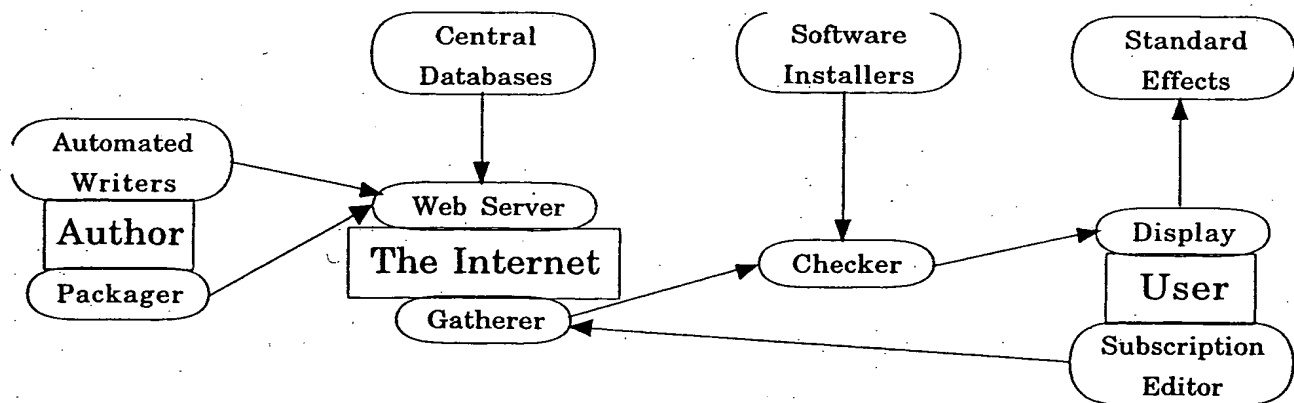 Central
Databases
Software
Installers
Standard
Effects
Automated
Writers
Author
Packager
Web Server
The Internet
Gatherer
Checker
Display
User
Subscription
Editor